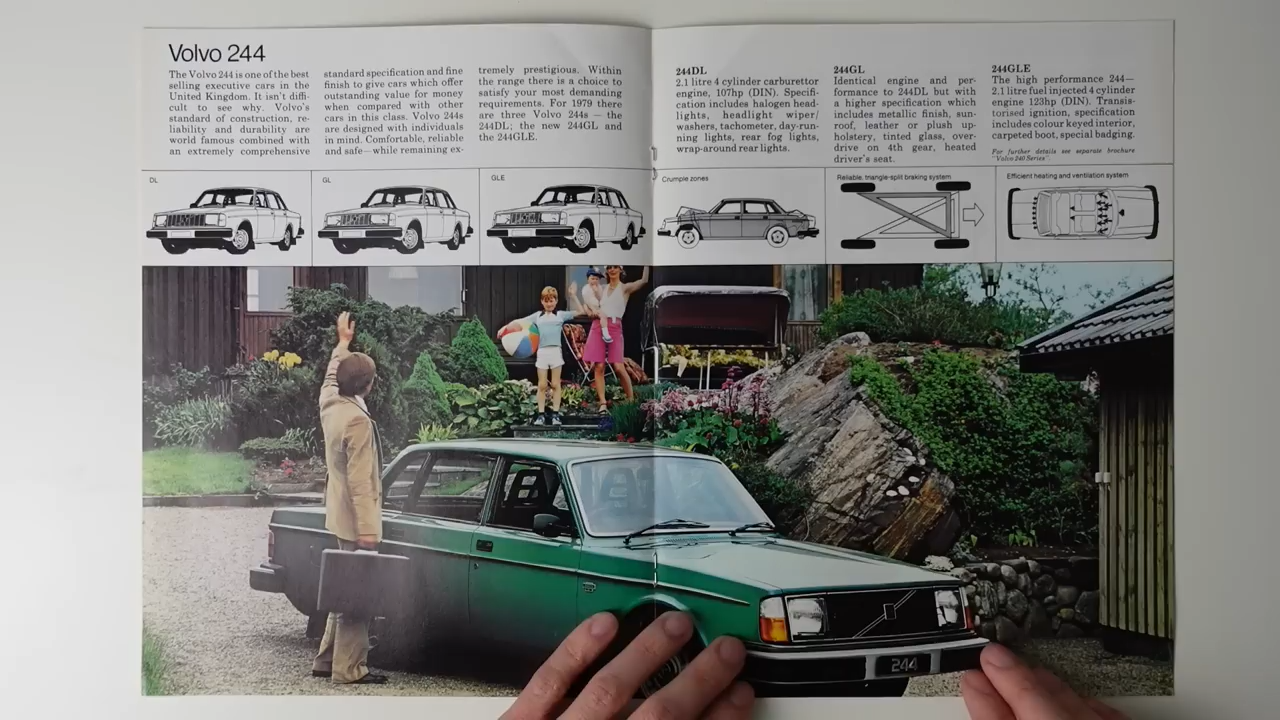 Volvo 244
The Volvo 244 is one of the best
selling executive cars in the
United Kingdom. It isn't diffi-
cult to see why. Volvo's
standard of construction, re-
liability and durability are
world famous combined with
an extremely comprehensive
standard specification and fine
finish to give cars which offer
outstanding value for money
when compared with other
cars in this class. Volvo 244s
are designed with individuals
in mind. Comfortable, reliable
and safe—while remaining ex-
tremely prestigious. Within
the range there is a choice to
satisfy your most demanding
requirements. For 1979 there
are three Volvo 244s — the
244DL; the new 244GL and
the 244GLE.
244DL
2.1 litre 4 cylinder carburettor
engine, 107hp (DIN). Specifi-
cation includes halogen head-
lights, headlight wiper/
washers, tachometer, day-run-
ning lights, rear fog lights,
wrap-around rear lights.
244GL
Identical engine and per-
formance to 244DL but with
a higher specification which
includes metallic finish, sun-
roof, leather or plush up-
holstery, tinted glass, over-
drive on 4th gear, heated
driver's seat.
244GLE
The high performance 244—
2.1 litre fuel injected 4 cylinder
engine 123hp (DIN). Transis-
torised ignition, specification
includes colour keyed interior,
carpeted boot, special badging.
For further details see separate brochure
"Volvo 240 Series".
DL
GL
GLE
Crumple zones
Reliable, triangle-split braking system
Efficient heating and ventilation system
244